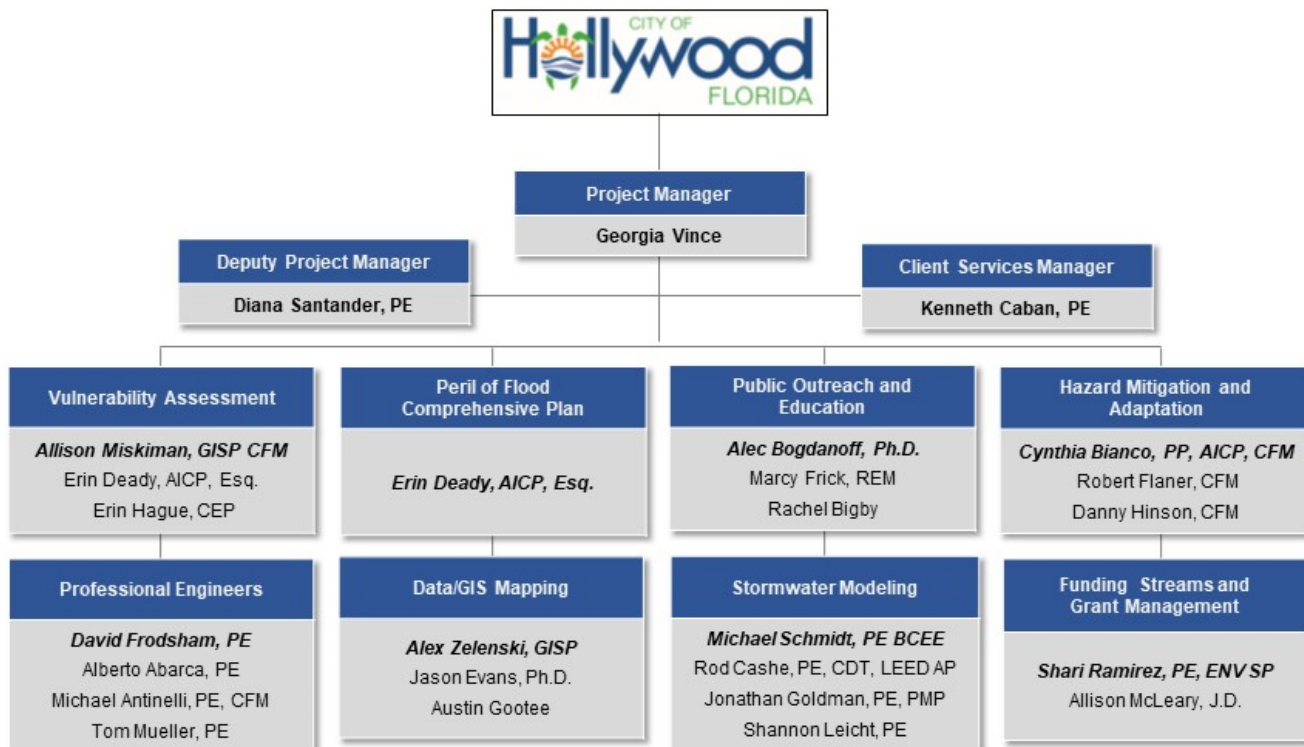 CITY OF
Hollywood
FLORIDA
Project Manager
Georgia Vince
Deputy Project Manager
Diana Santander, PE
Client Services Manager
Kenneth Caban, PE
Vulnerability Assessment
Allison Miskiman, GISP CFM
Erin Deady, AICP, Esq.
Erin Hague, CEP
Peril of Flood
Comprehensive Plan
Erin Deady, AICP, Esq.
Public Outreach and
Education
Alec Bogdanoff, Ph.D.
Marcy Frick, REM
Rachel Bigby
Hazard Mitigation and
Adaptation
Cynthia Bianco, PP, AICP, CFM
Robert Flaner, CFM
Danny Hinson, CFM
Professional Engineers
David Frodsham, PE
Alberto Abarca, PE
Michael Antinelli, PE, CFM
Tom Mueller, PE
Data/GIS Mapping
Alex Zelenski, GISP
Jason Evans, Ph.D.
Austin Gootee
Stormwater Modeling
Michael Schmidt, PE BCEE
Rod Cashe, PE, CDT, LEED AP
Jonathan Goldman, PE, PMP
Shannon Leicht, PE
Funding Streams and
Grant Management
Shari Ramirez, PE, ENV SP
Allison McLeary, J.D.